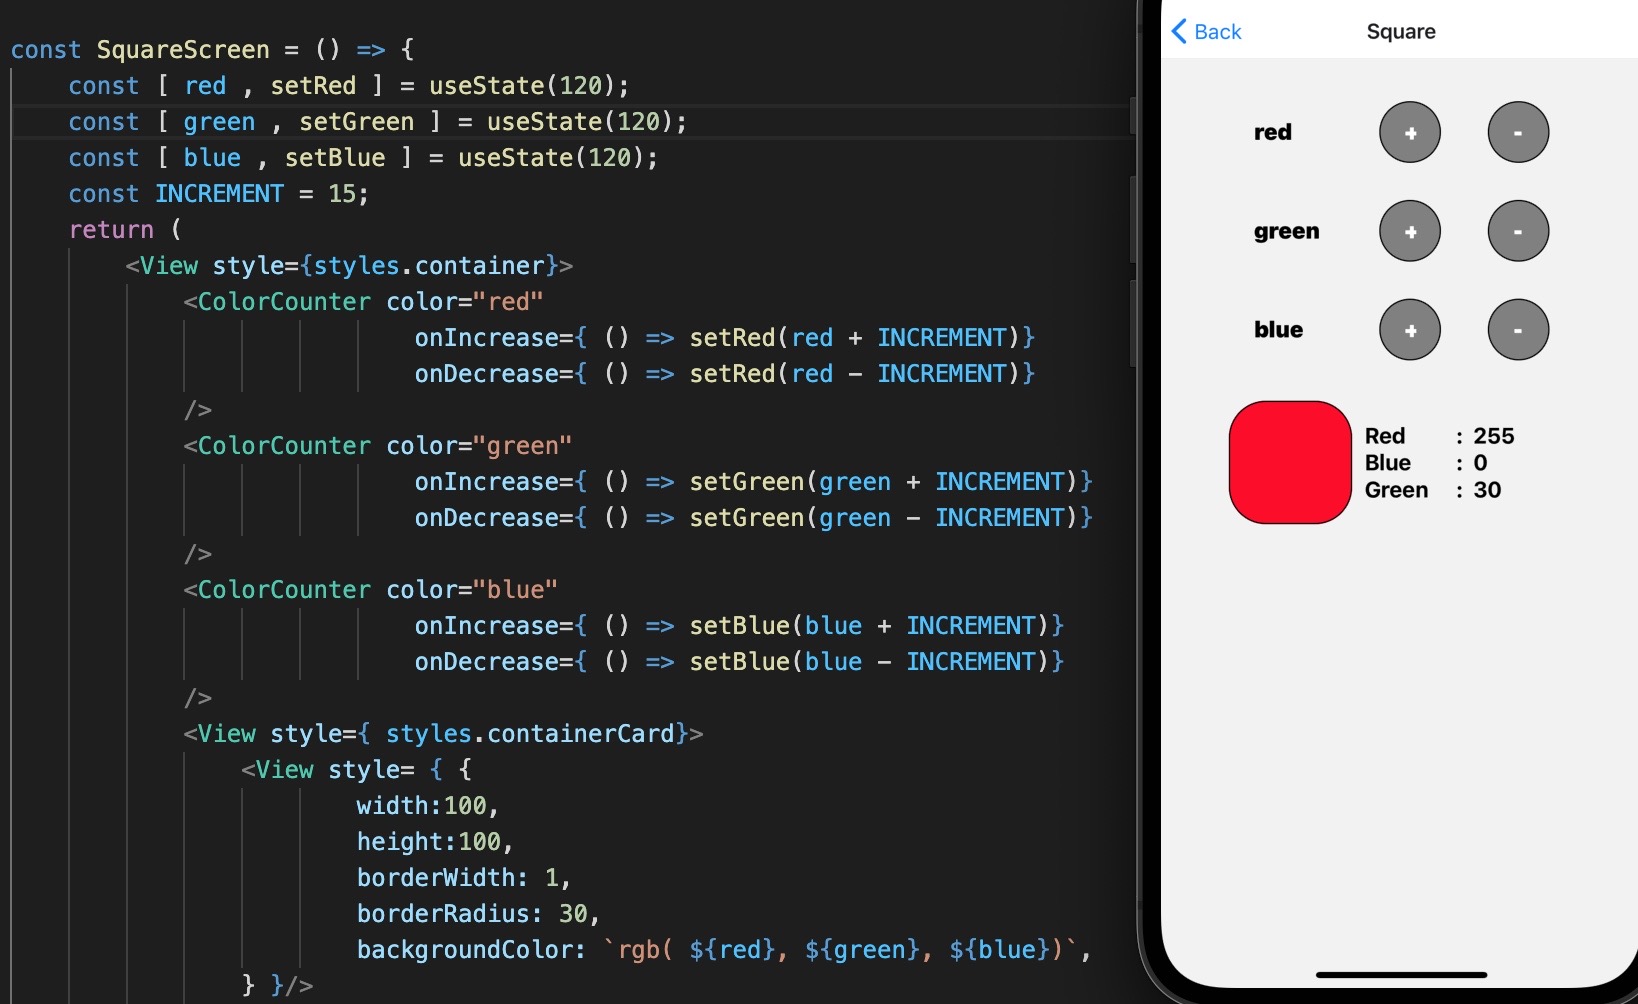 const SquareScreen = () => {
const [ red , setRed ] = useState(120);
const [ green , setGreen ] = useState(120);
const [ blue , setBlue ] = useState(120);
const INCREMENT = 15;
return (
<View style={styles.container}>
<ColorCounter color="red"
onIncrease={ () => setRed(red + INCREMENT)}
onDecrease={ () => setRed(red - INCREMENT)}
/>
<ColorCounter color="green"
onIncrease={ () => setGreen(green + INCREMENT)}
onDecrease={ () => setGreen(green - INCREMENT)}
/>
<ColorCounter color="blue"
onIncrease={ () => setBlue(blue + INCREMENT)}
onDecrease={ () => setBlue(blue - INCREMENT)}
/>
<View style={ styles.containerCard}>
<View style= { {
width:100,
height:100,
borderWidth: 1,
borderRadius: 30,
backgroundColor: `rgb( ${red}, ${green}, ${blue})`,
} }/>
Back
Square
red + -
green + -
blue + -
Red : 255
Blue : 0
Green : 30